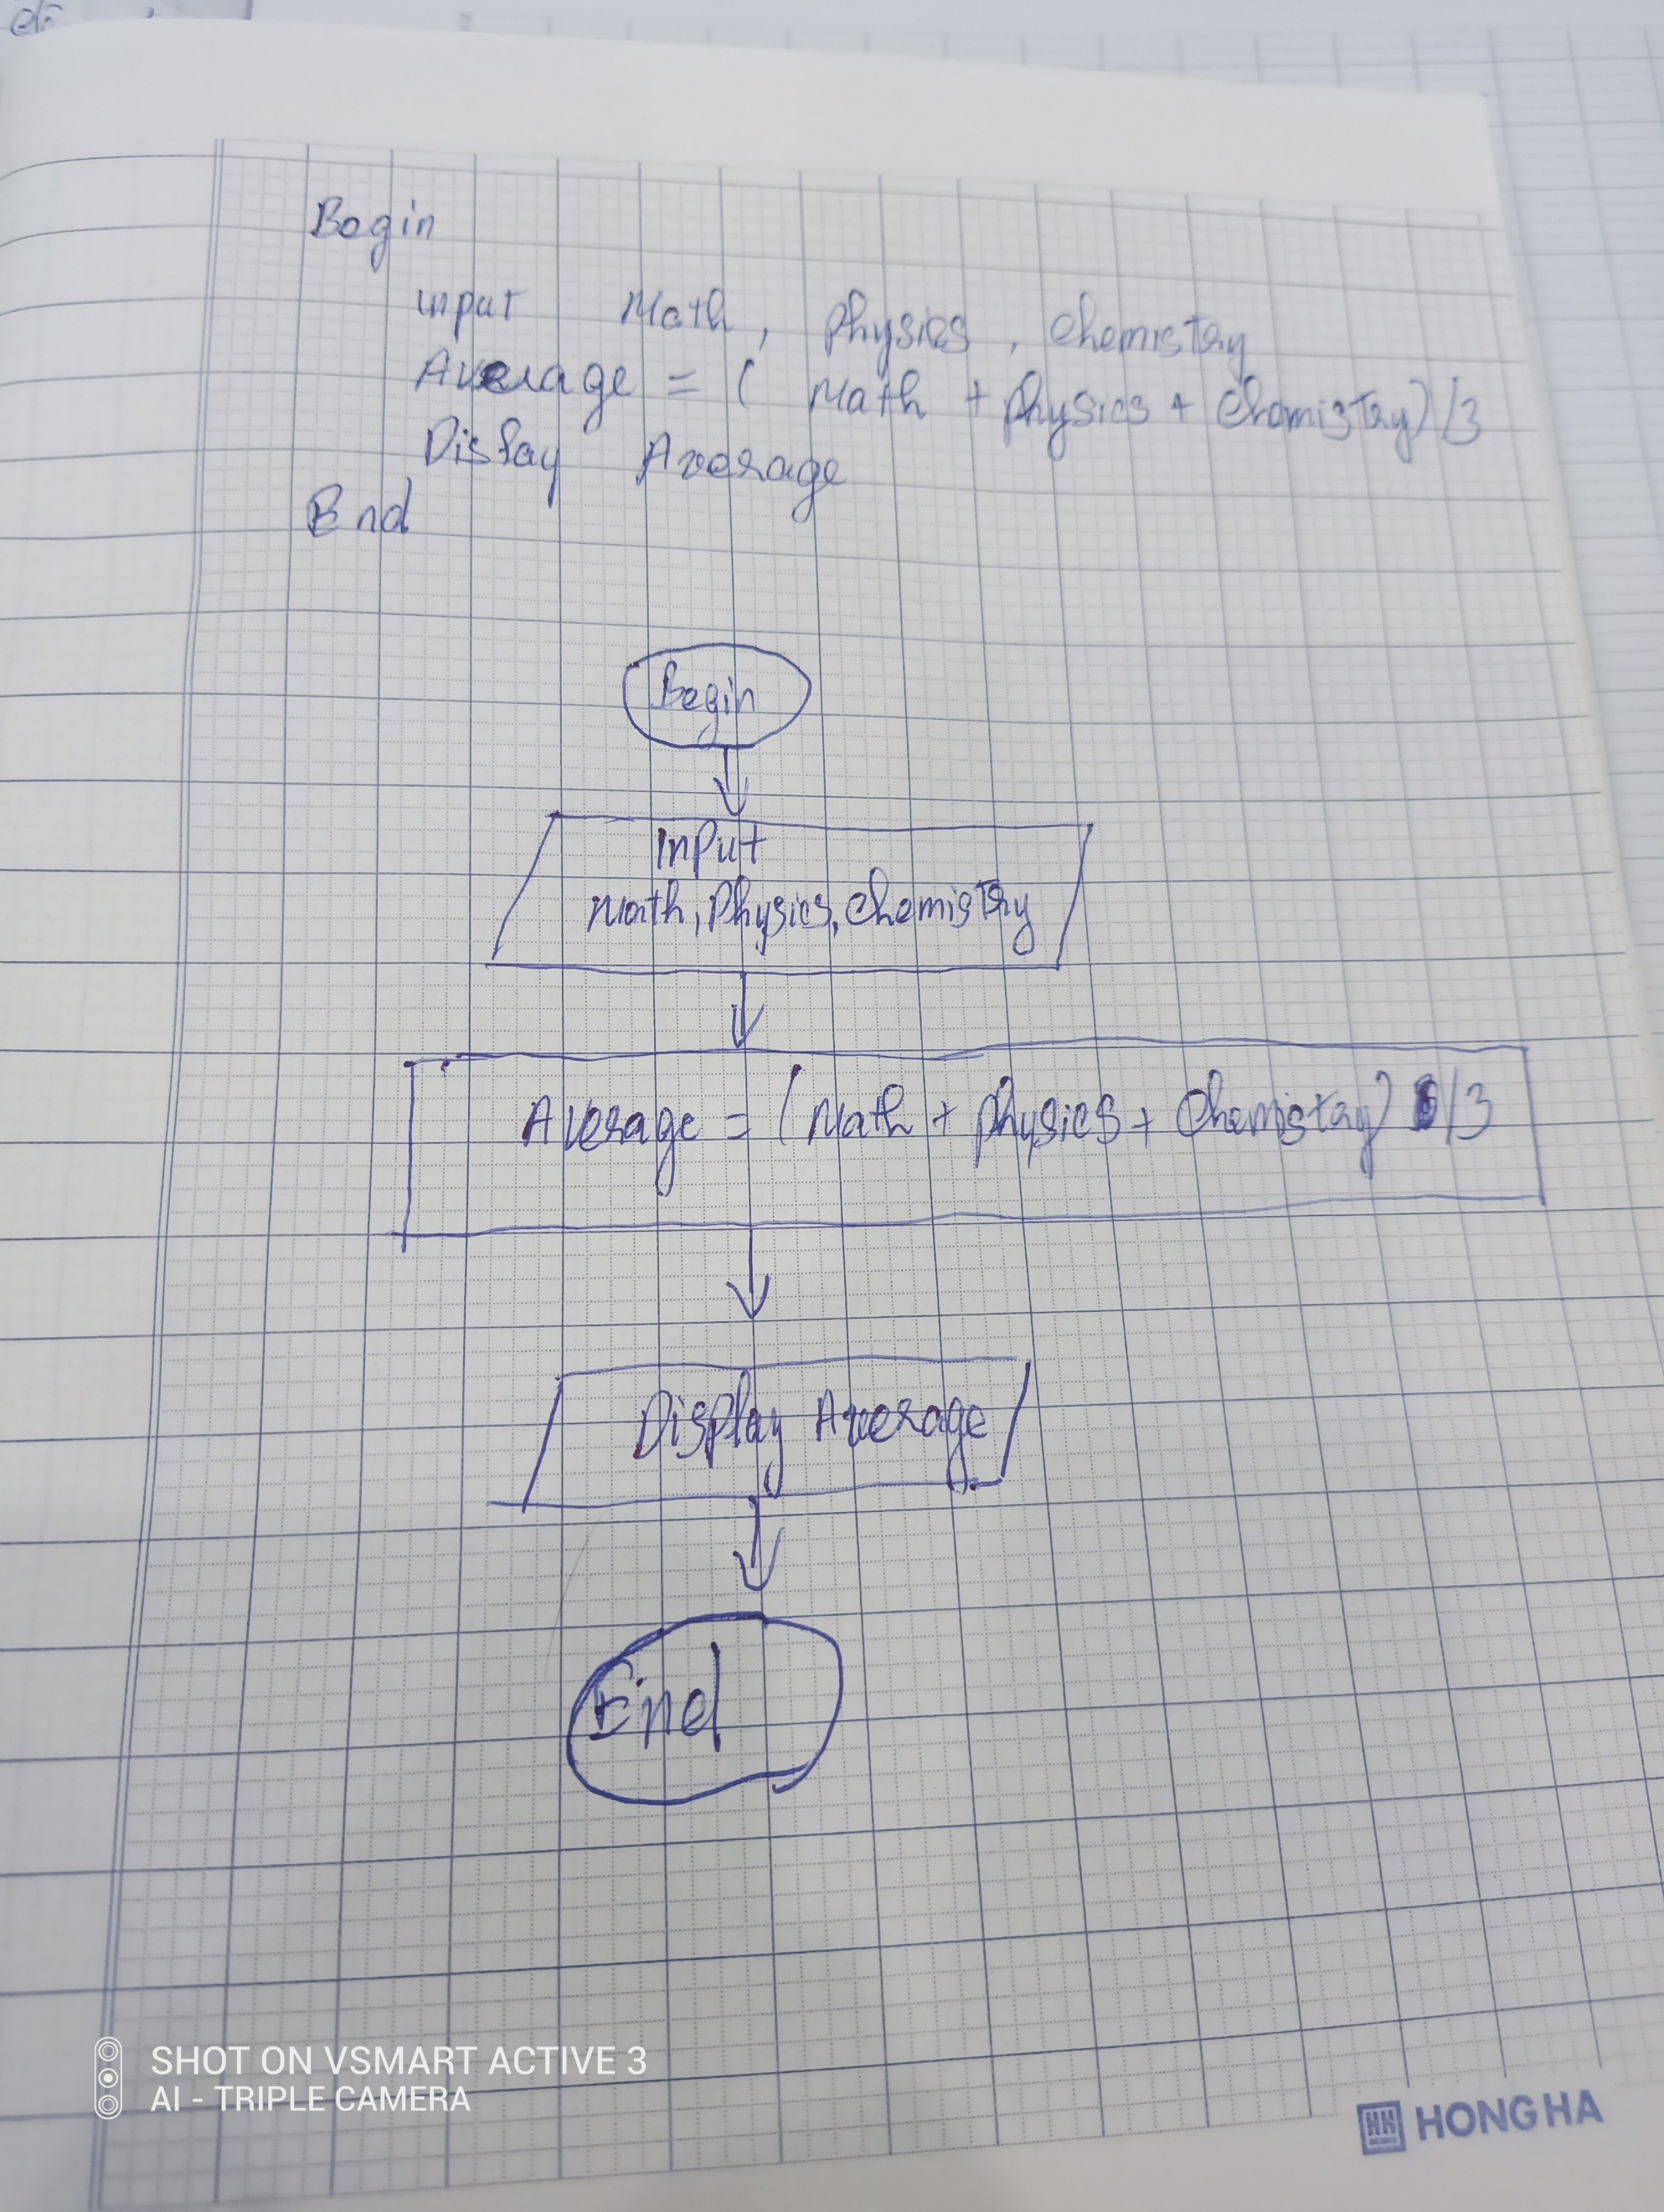 Begin
input Math, Physics, Chemistry
Average = ( Math + Physics + Chemistry) /3
Display Average
End
Begin
Input
Math, Physics, Chemistry
Average = (Math + Physics + Chemistry) /3
Display Average
End
SHOT ON VSMART ACTIVE 3
AI - TRIPLE CAMERA
HONG HA